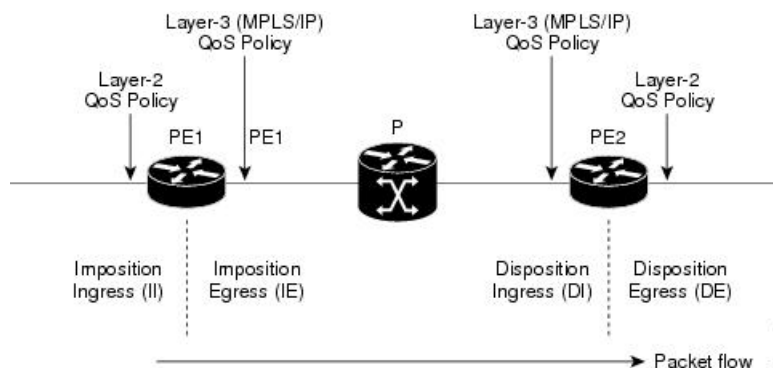 Layer-3 (MPLS/IP)
QoS Policy
Layer-3 (MPLS/IP)
QoS Policy
Layer-2
QoS Policy
Layer-2
QoS Policy
PE1
PE1
P
PE2
Imposition
Ingress (II)
Imposition
Egress (IE)
Disposition
Ingress (DI)
Disposition
Egress (DE)
Packet flow